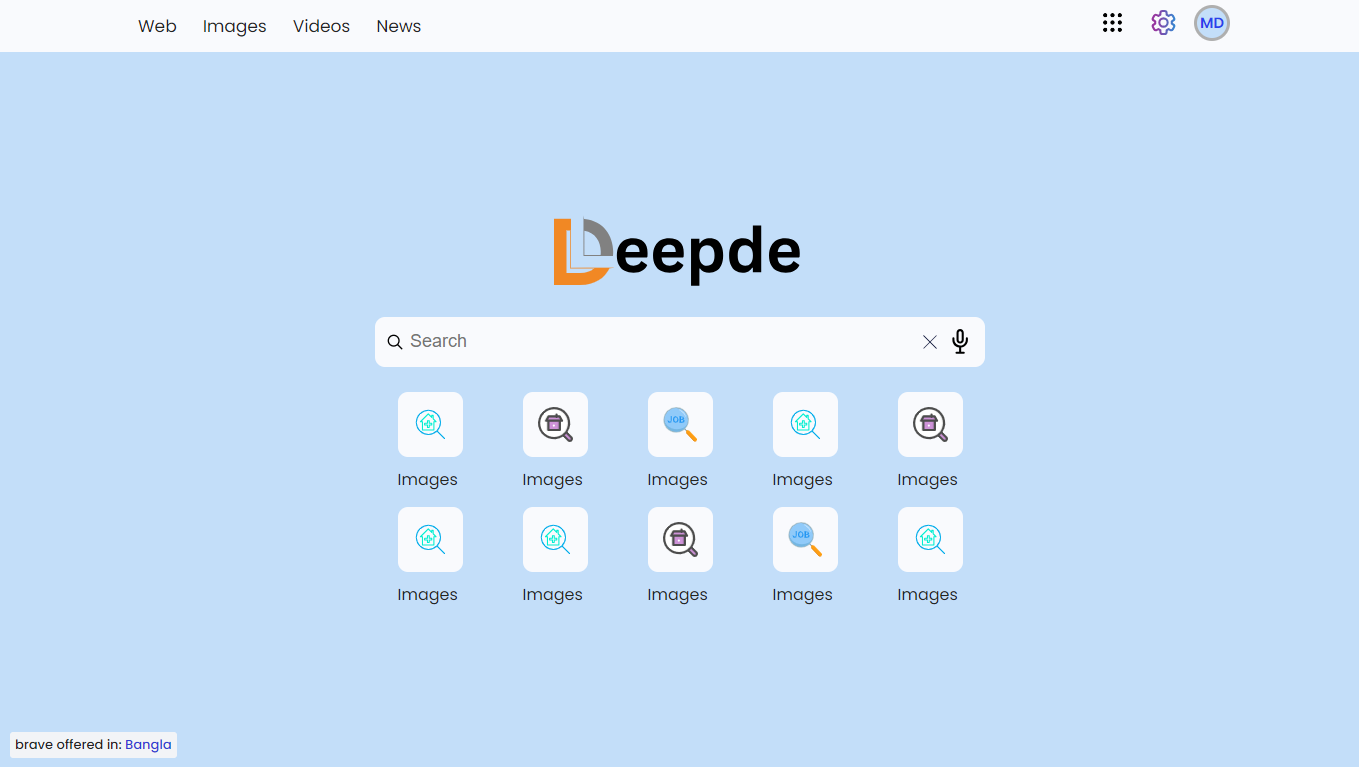 Web Images Videos News
MD
Deepde
Search
JOB
Images Images Images Images Images
JOB
Images Images Images Images Images
brave offered in: Bangla